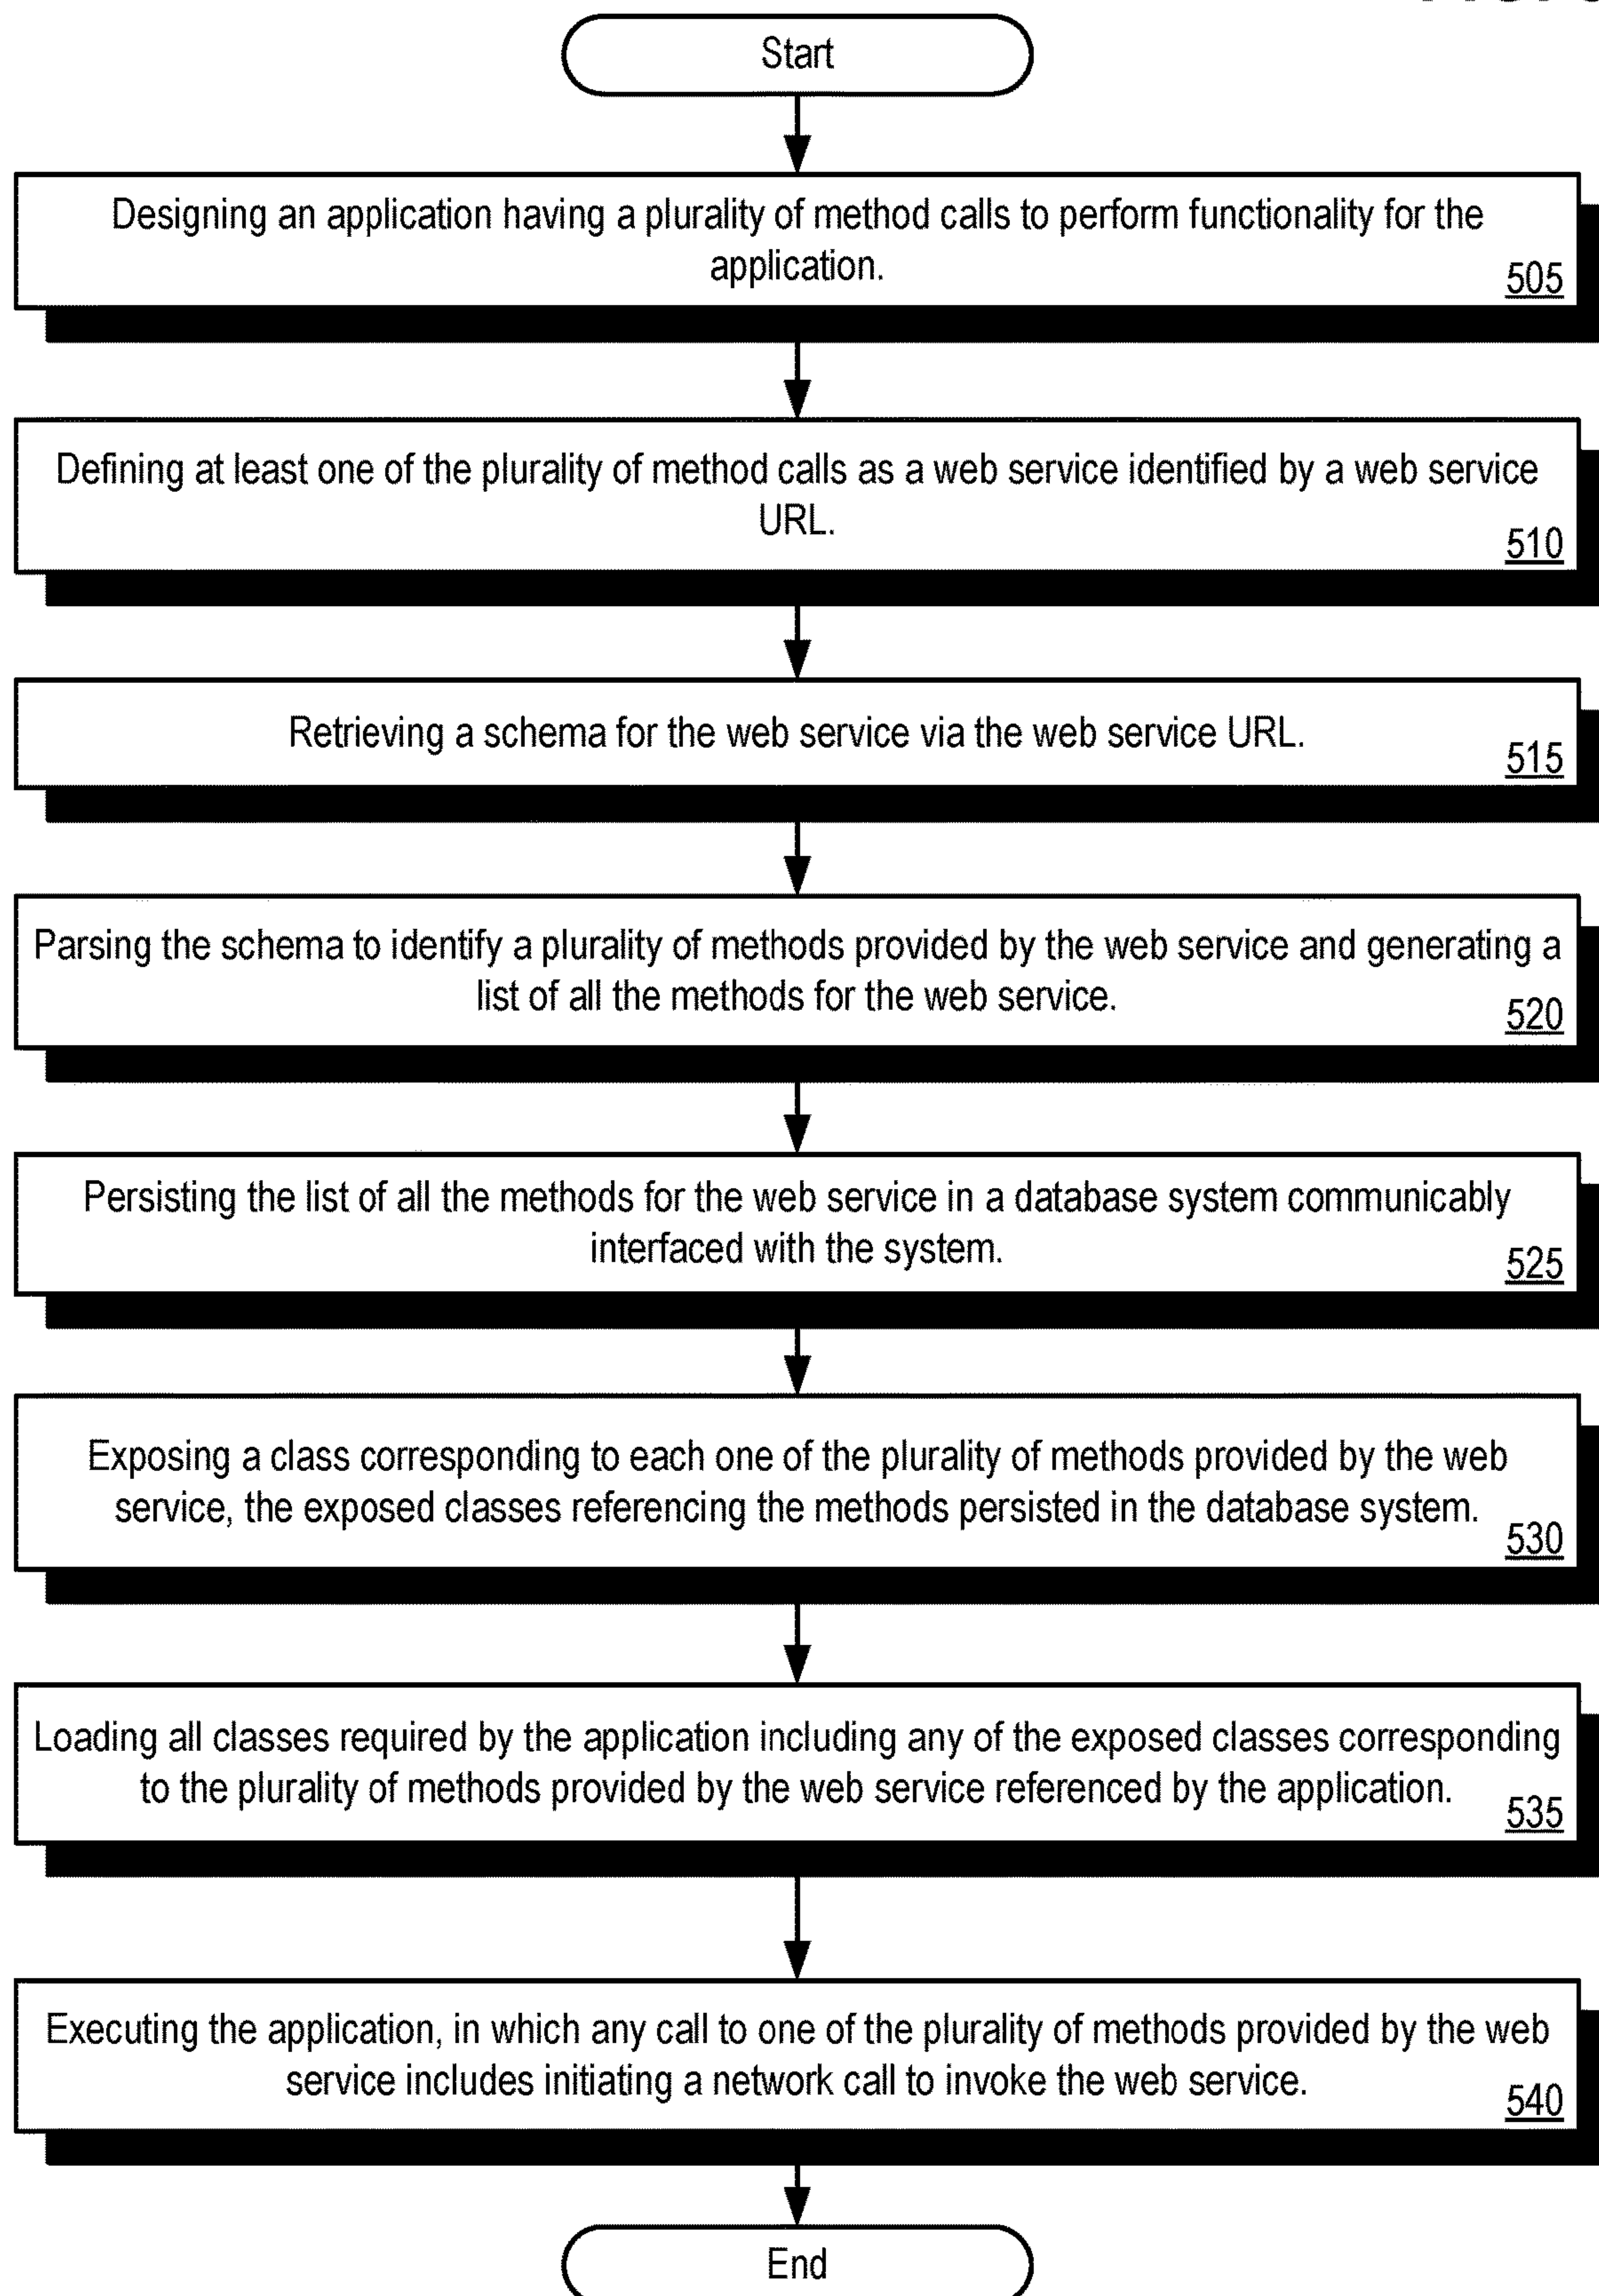 Start
Designing an application having a plurality of method calls to perform functionality for the
application.
505
Defining at least one of the plurality of method calls as a web service identified by a web service
URL.
510
Retrieving a schema for the web service via the web service URL.
515
Parsing the schema to identify a plurality of methods provided by the web service and generating a
list of all the methods for the web service.
520
Persisting the list of all the methods for the web service in a database system communicably
interfaced with the system.
525
Exposing a class corresponding to each one of the plurality of methods provided by the web
service, the exposed classes referencing the methods persisted in the database system.
530
Loading all classes required by the application including any of the exposed classes corresponding
to the plurality of methods provided by the web service referenced by the application.
535
Executing the application, in which any call to one of the plurality of methods provided by the web
service includes initiating a network call to invoke the web service.
540
End